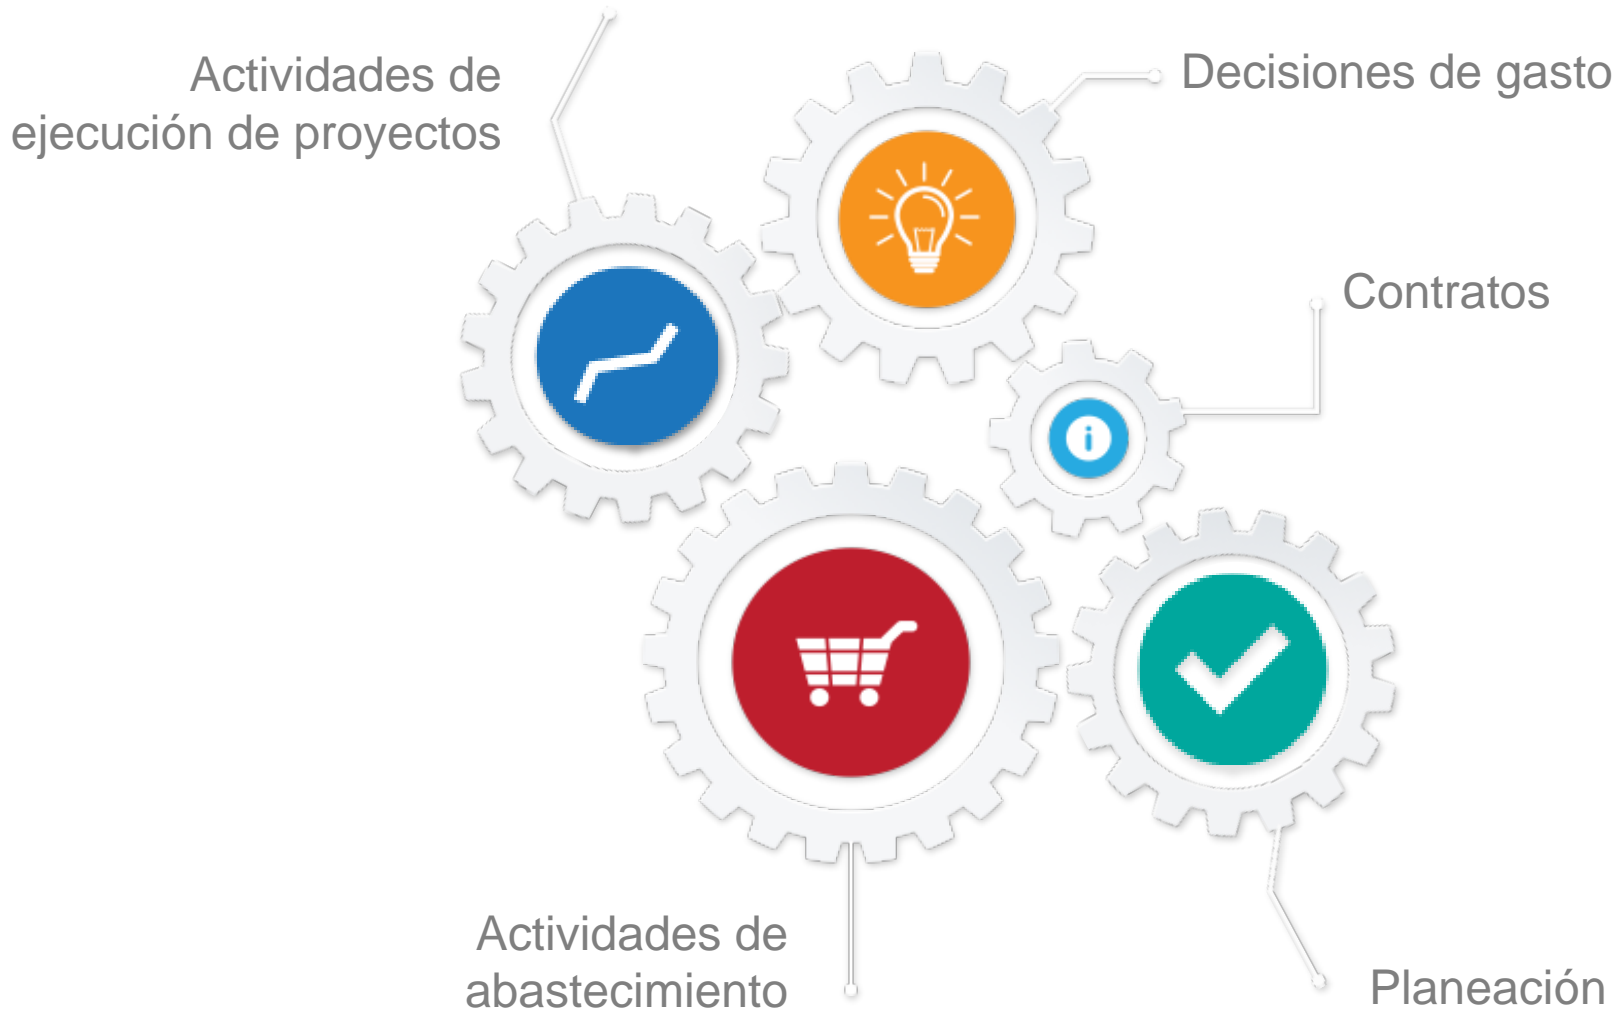 Actividades de
ejecución de proyectos
Decisiones de gasto
Contratos
i
Actividades de
abastecimiento
Planeación